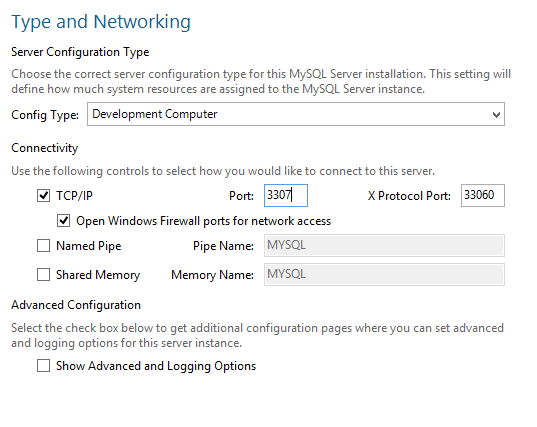 Type and Networking
Server Configuration Type
Choose the correct server configuration type for this MySQL Server installation. This setting will
define how much system resources are assigned to the MySQL Server instance.
Config Type: Development Computer
Connectivity
Use the following controls to select how you would like to connect to this server.
TCP/IP Port: 3307 X Protocol Port: 33060
Open Windows Firewall ports for network access
Named Pipe Pipe Name: MYSQL
Shared Memory Memory Name: MYSQL
Advanced Configuration
Select the check box below to get additional configuration pages where you can set advanced
and logging options for this server instance.
Show Advanced and Logging Options